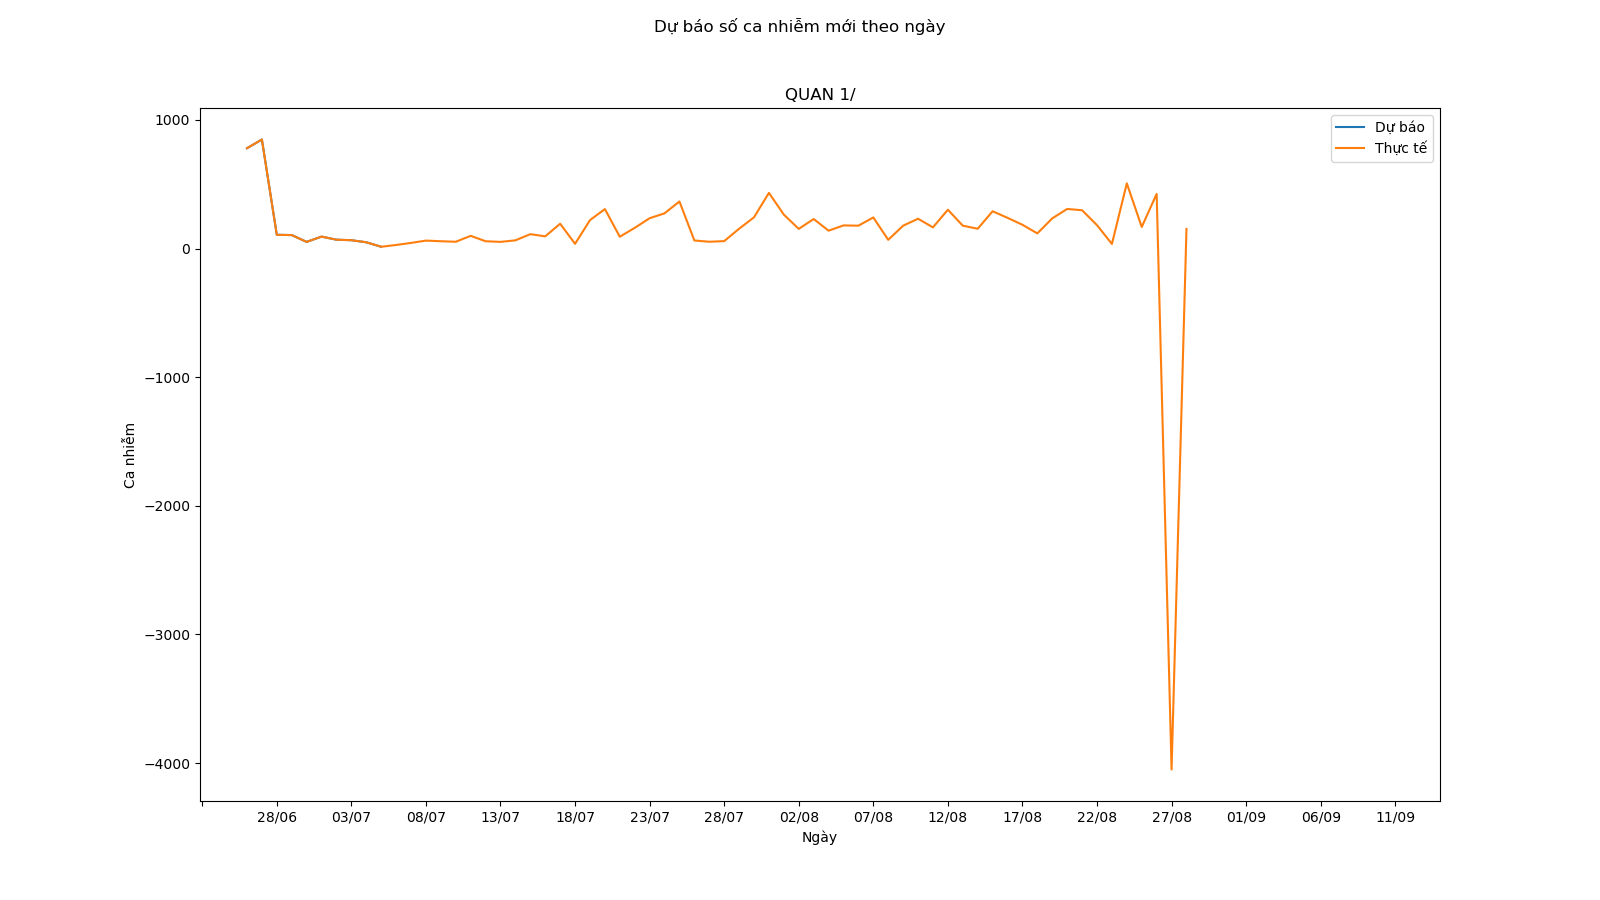 Dự báo số ca nhiễm mới theo ngày
QUAN 1/
Dự báo
Thực tế
1000
0
−1000
−2000
−3000
−4000
Ca nhiễm
28/06 03/07 08/07 13/07 18/07 23/07 28/07 02/08 07/08 12/08 17/08 22/08 27/08 01/09 06/09 11/09
Ngày